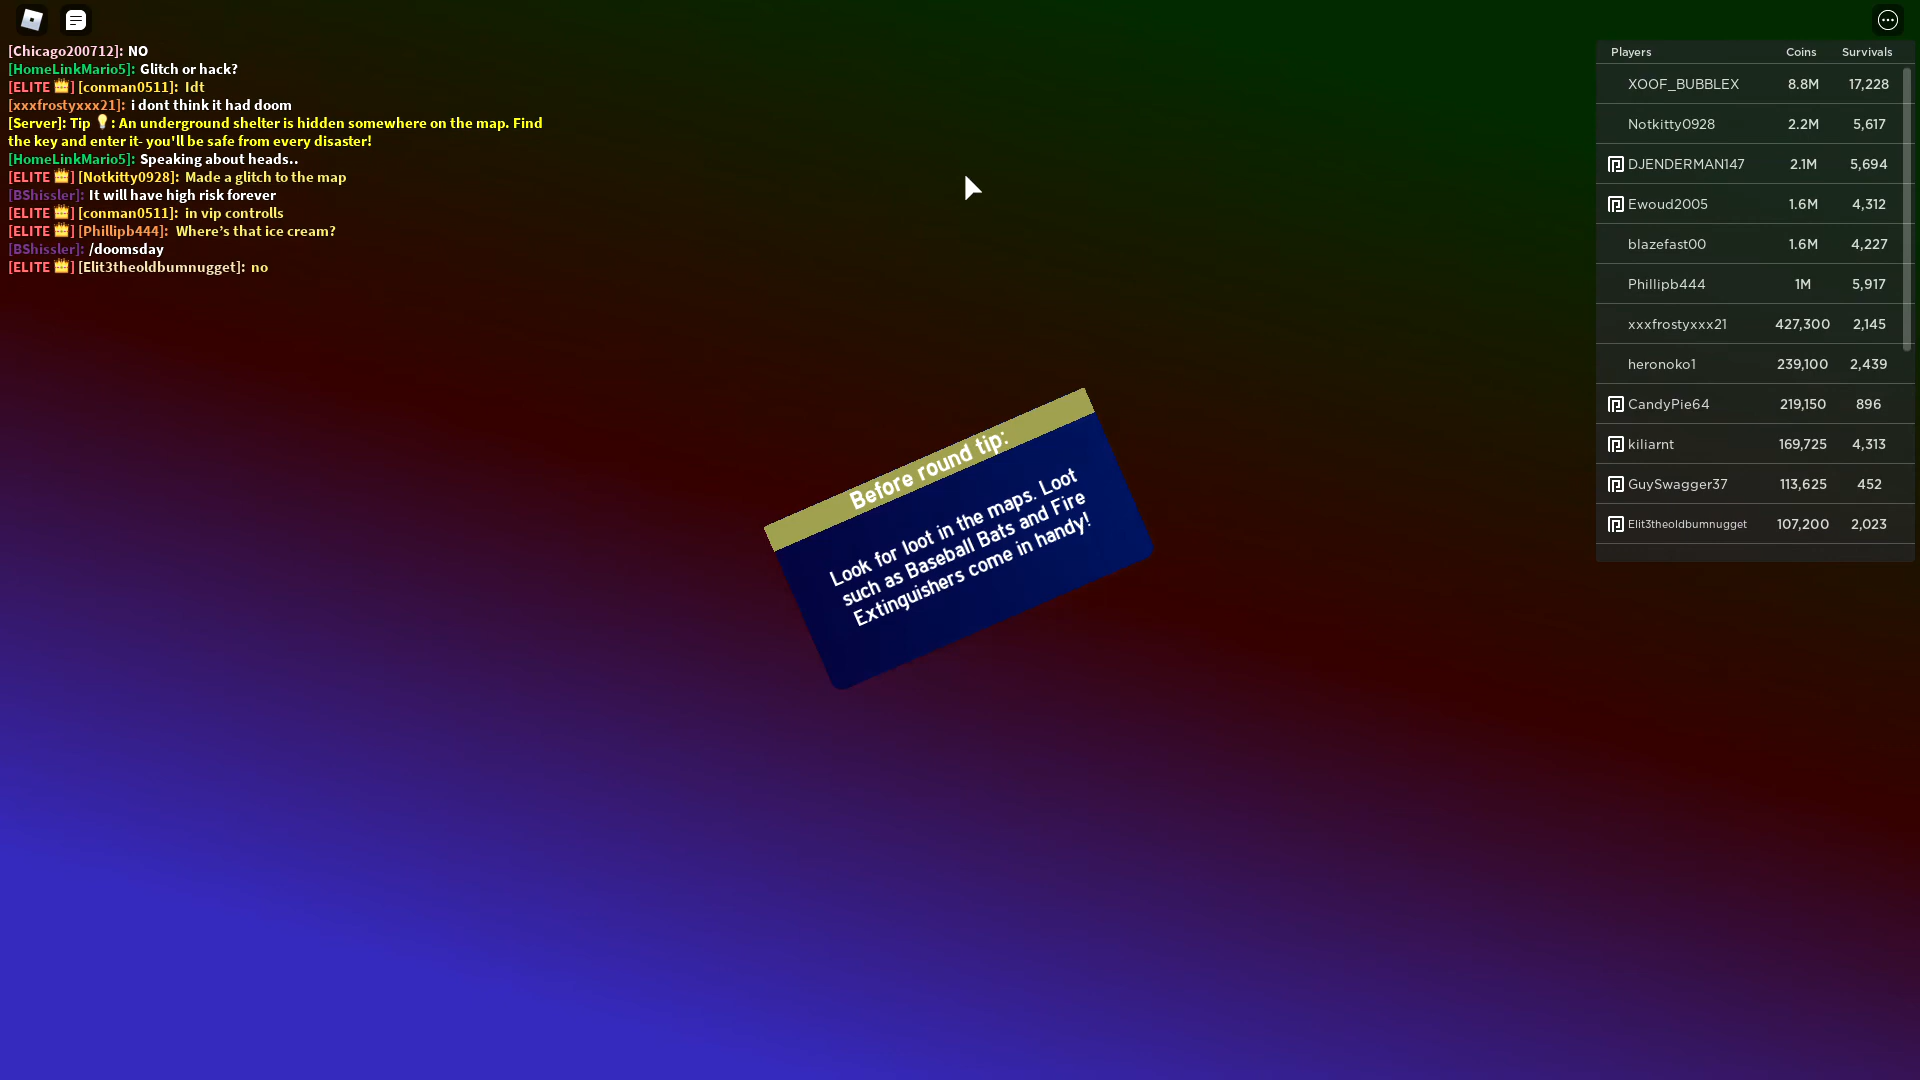 [Chicago200712]: NO
[HomeLinkMario5]: Glitch or hack?
[ELITE 👑] [conman0511]: Idt
[xxxfrostyxxx21]: i dont think it had doom
[Server]: Tip 💡: An underground shelter is hidden somewhere on the map. Find
the key and enter it- you'll be safe from every disaster!
[HomeLinkMario5]: Speaking about heads..
[ELITE 👑] [Notkitty0928]: Made a glitch to the map
[BShissler]: It will have high risk forever
[ELITE 👑] [conman0511]: in vip controlls
[ELITE 👑] [Phillipb444]: Where's that ice cream?
[BShissler]: /doomsday
[ELITE 👑] [Elit3theoldbumnugget]: no
Before round tip:
Look for loot in the maps. Loot
such as Baseball Bats and Fire
Extinguishers come in handy!
Players Coins Survivals
XOOF_BUBBLEX 8.8M 17,228
Notkitty0928 2.2M 5,617
DJENDERMAN147 2.1M 5,694
Ewoud2005 1.6M 4,312
blazefast00 1.6M 4,227
Phillipb444 1M 5,917
xxxfrostyxxx21 427,300 2,145
heronoko1 239,100 2,439
CandyPie64 219,150 896
kiliarnt 169,725 4,313
GuySwagger37 113,625 452
Elit3theoldbumnugget 107,200 2,023